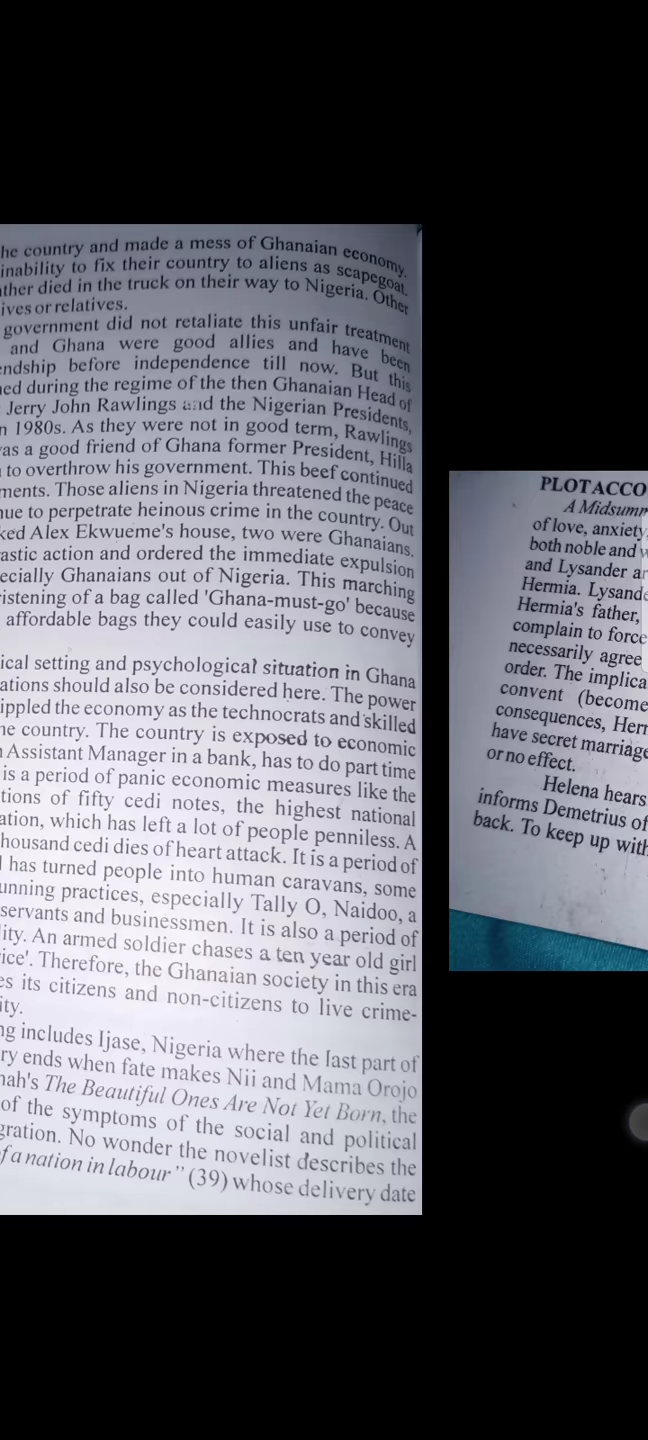 he country and made a mess of Ghanaian economy.
inability to fix their country to aliens as scapegoat.
ather died in the truck on their way to Nigeria. Other
ives or relatives.
government did not retaliate this unfair treatment
and Ghana were good allies and have been
endship before independence till now. But this
ned during the regime of the then Ghanaian Head of
Jerry John Rawlings and the Nigerian Presidents,
n 1980s. As they were not in good term, Rawlings
as a good friend of Ghana former President, Hilla
to overthrow his government. This beef continued
ments. Those aliens in Nigeria threatened the peace
nue to perpetrate heinous crime in the country. Out
ked Alex Ekwueme's house, two were Ghanaians.
rastic action and ordered the immediate expulsion
ecially Ghanaians out of Nigeria. This marching
ristening of a bag called 'Ghana-must-go' because
affordable bags they could easily use to convey
ical setting and psychological situation in Ghana
ations should also be considered here. The power
ippled the economy as the technocrats and skilled
he country. The country is exposed to economic
Assistant Manager in a bank, has to do part time
is a period of panic economic measures like the
tions of fifty cedi notes, the highest national
ation, which has left a lot of people penniless. A
housand cedi dies of heart attack. It is a period of
l has turned people into human caravans, some
unning practices, especially Tally O, Naidoo, a
servants and businessmen. It is also a period of
lity. An armed soldier chases a ten year old girl
ice'. Therefore, the Ghanaian society in this era
es its citizens and non-citizens to live crime-
ity.
ng includes Ijase, Nigeria where the last part of
ry ends when fate makes Nii and Mama Orojo
nah's The Beautiful Ones Are Not Yet Born, the
of the symptoms of the social and political
gration. No wonder the novelist describes the
f a nation in labour" (39) whose delivery date
PLOT ACCO
A Midsumm
of love, anxiety,
both noble and w
and Lysander ar
Hermia. Lysande
Hermia's father,
complain to force
necessarily agree
order. The implica
convent (become
consequences, Her
have secret marriage
or no effect.
Helena hears
informs Demetrius of
back. To keep up with